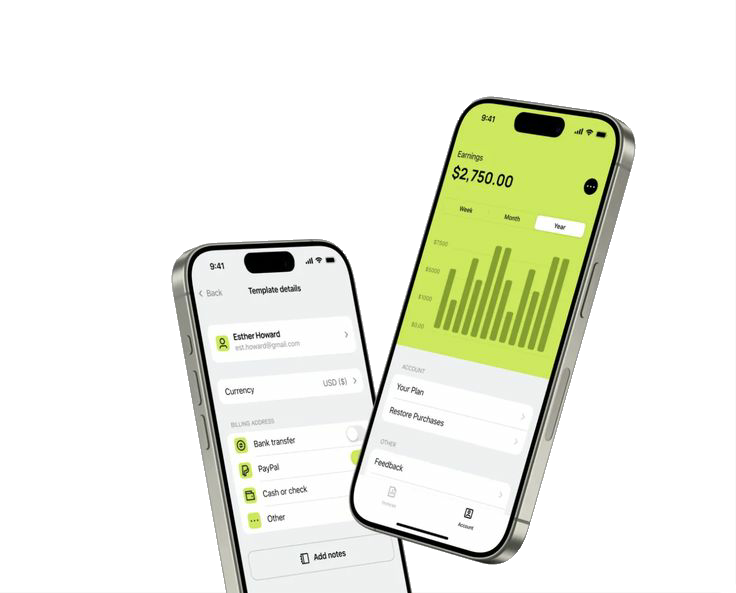 9:41
Back
Template details
Esther Howard
est.howard@gmail.com
Currency
USD ($)
BILLING ADDRESS
Bank transfer
PayPal
Cash or check
Other
Add notes
9:41
Earnings
$2,750.00
Week
Month
Year
$7500
$5000
$1000
$0.00
ACCOUNT
Your Plan
Restore Purchases
OTHER
Feedback
Account